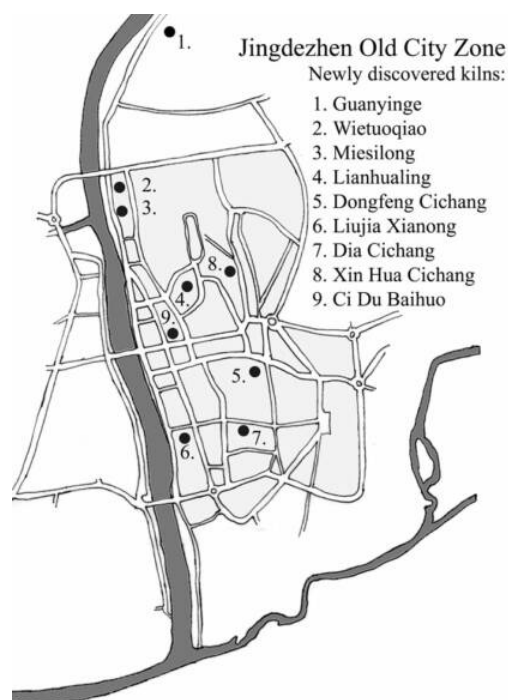 Jingdezhen Old City Zone
Newly discovered kilns:
1. Guanyinge
2. Wietuoqiao
3. Miesilong
4. Lianhualing
5. Dongfeng Cichang
6. Liujia Xianong
7. Dia Cichang
8. Xin Hua Cichang
9. Ci Du Baihuo
1.
2.
3.
8.
4.
9.
5.
7.
6.